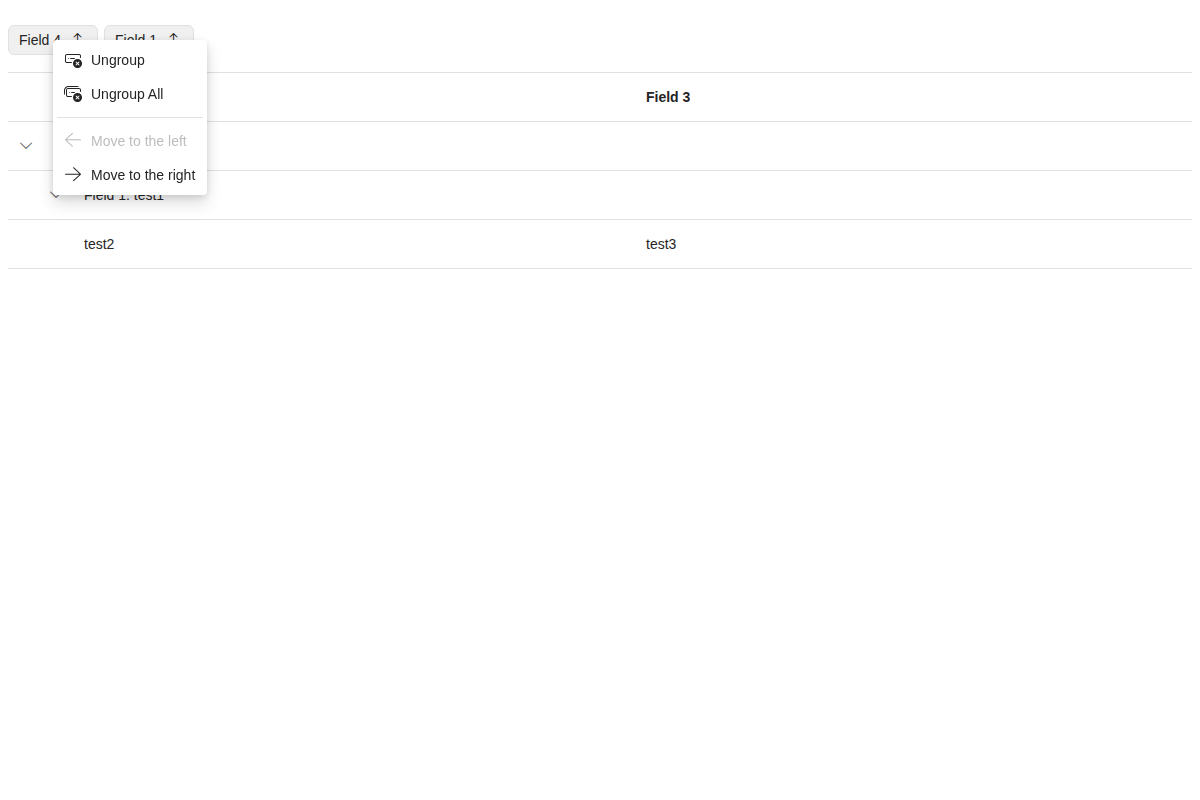 Field 4 Field 1
Ungroup
Ungroup All
Field 3
Move to the left
Move to the right
Field 1: test1
test2 test3